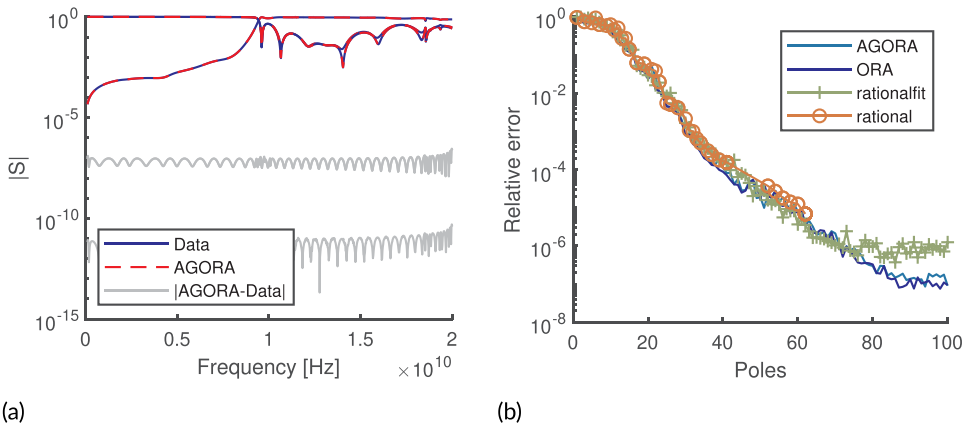 10^0
10^-5
10^-10
10^-15
|S|
Data
AGORA
|AGORA-Data|
0 0.5 1 1.5 2
Frequency [Hz]
×10^10
(a)
10^0
10^-2
10^-4
10^-6
10^-8
Relative error
AGORA
ORA
rationalfit
rational
0 20 40 60 80 100
Poles
(b)